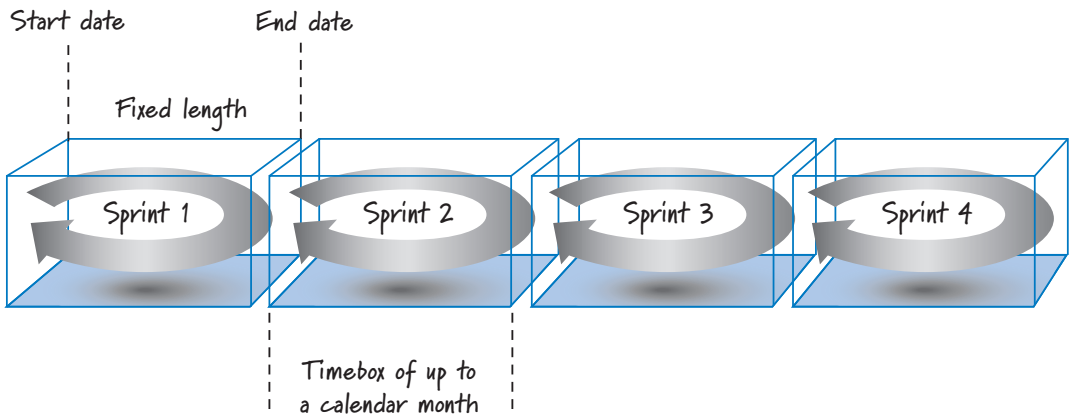 Start date
End date
Fixed length
Sprint 1
Sprint 2
Sprint 3
Sprint 4
Timebox of up to
a calendar month